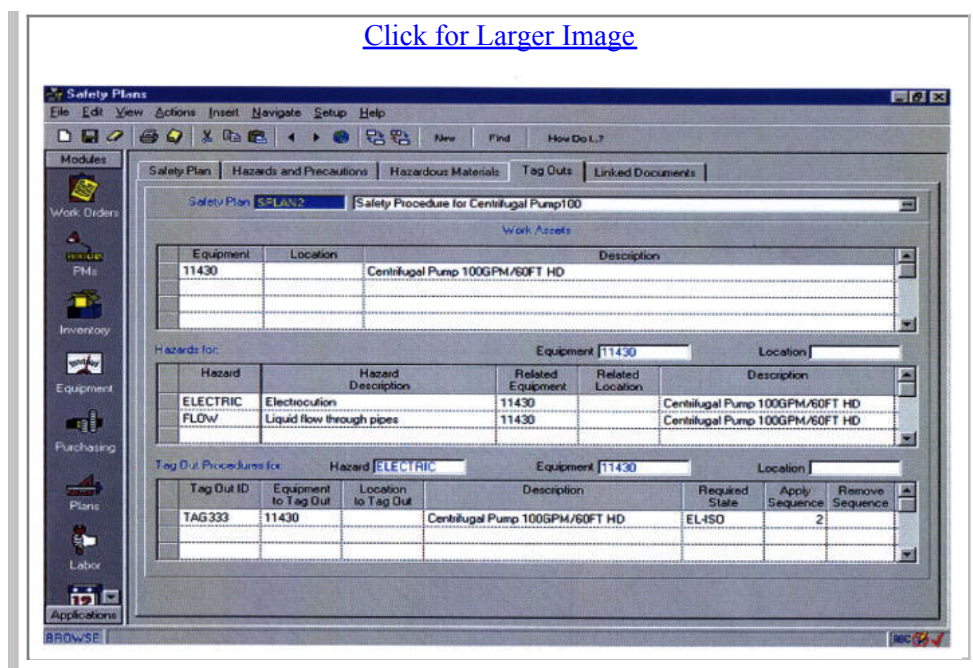 Click for Larger Image
Safety Plans
File Edit View Actions Insert Navigate Setup Help
New Find How Do I..?
Modules
Safety Plan Hazards and Precautions Hazardous Materials Tag Outs Linked Documents
Safety Plan SPLAN2 Safety Procedure for Centrifugal Pump100
Work Orders
Work Assets
Equipment Location Description
PMs
11430 Centrifugal Pump 100GPM/60FT HD
Inventory
Hazards for: Equipment 11430 Location
Equipment
Hazard Hazard Description Related Equipment Related Location Description
ELECTRIC Electrocution 11430 Centrifugal Pump 100GPM/60FT HD
FLOW Liquid flow through pipes 11430 Centrifugal Pump 100GPM/60FT HD
Purchasing
Tag Out Procedures for: Hazard ELECTRIC Equipment 11430 Location
Plans
Tag Out ID Equipment to Tag Out Location to Tag Out Description Required State Apply Sequence Remove Sequence
TAG333 11430 Centrifugal Pump 100GPM/60FT HD EL-ISO 2
Labor
12
Applications
BROWSE